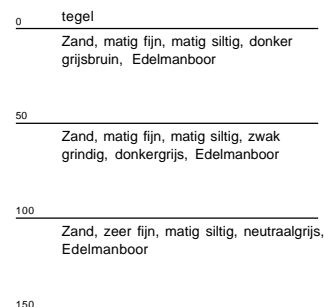 tegel
0
Zand, matig fijn, matig siltig, donker
grijsbruin, Edelmanboor
50
Zand, matig fijn, matig siltig, zwak
grindig, donkergrijs, Edelmanboor
100
Zand, zeer fijn, matig siltig, neutraalgrijs,
Edelmanboor
150